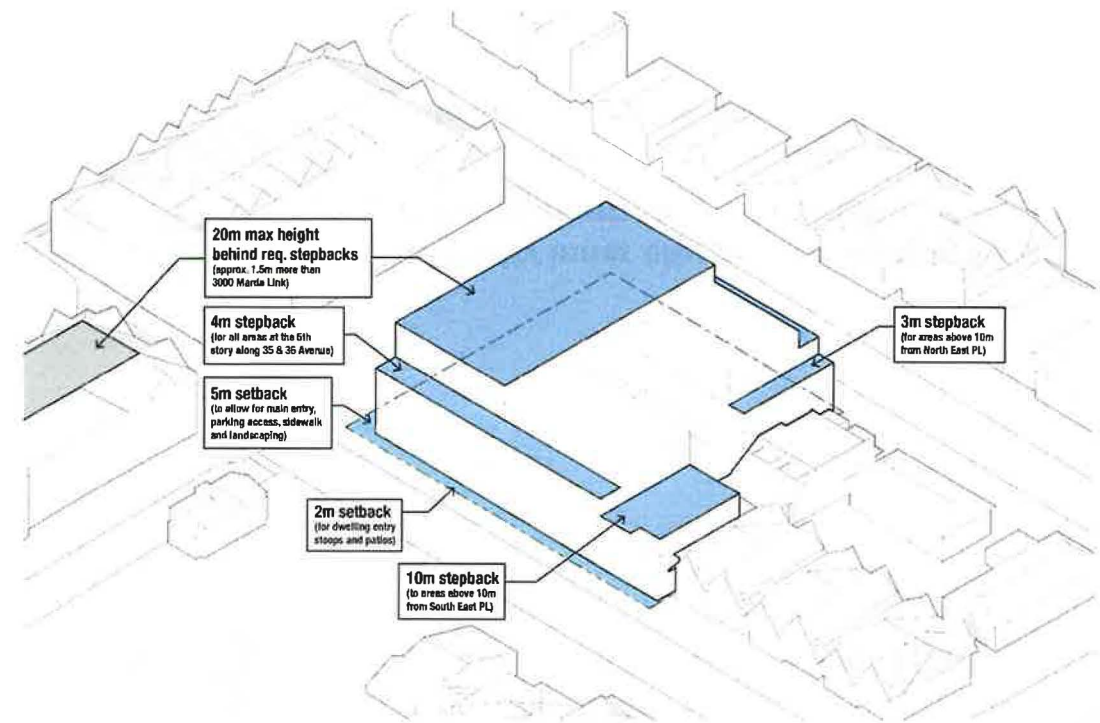 20m max height
behind req. stepbacks
(approx. 1.5m more than
3000 Marda Link)
4m stepback
(for all areas at the 5th
story along 35 & 36 Avenue)
5m setback
(to allow for main entry,
parking access, sidewalk
and landscaping)
2m setback
(for dwelling entry
stoops and patios)
10m stepback
(to areas above 10m
from South East PL)
3m stepback
(for areas above 10m
from North East PL)